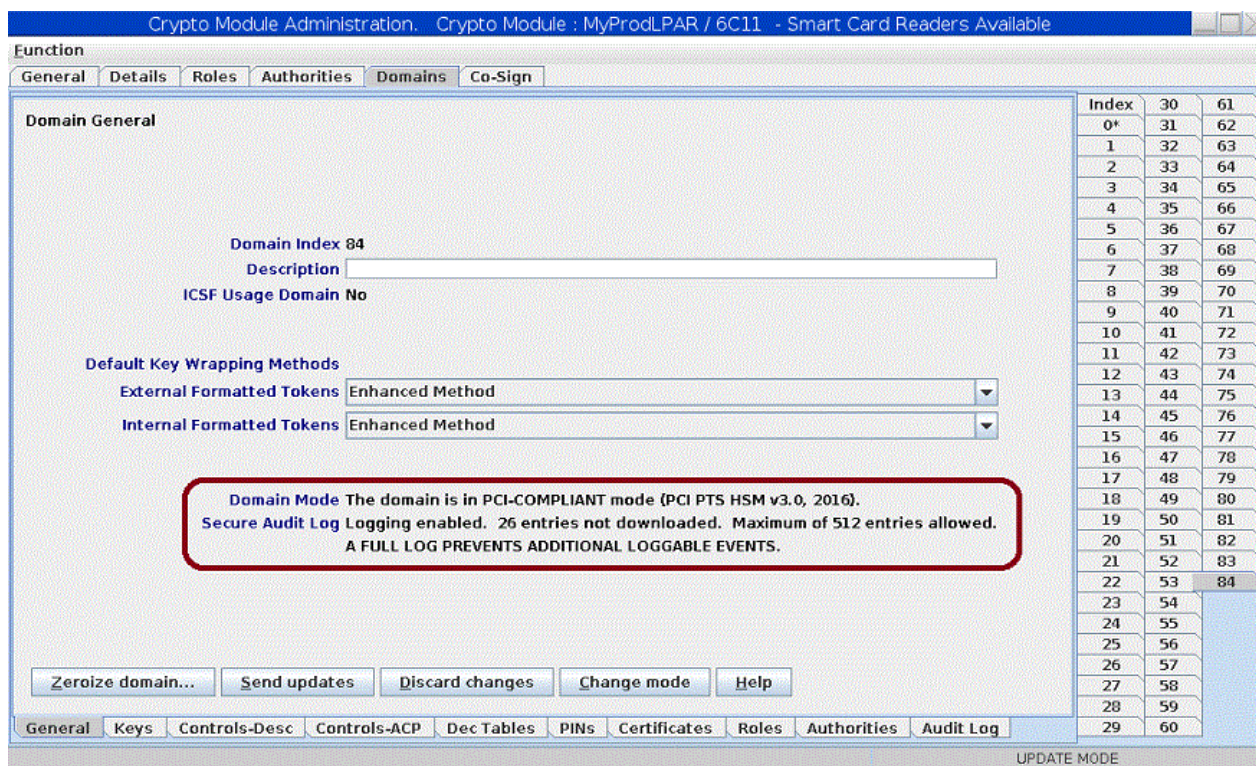 Crypto Module Administration. Crypto Module : MyProdLPAR / 6C11 - Smart Card Readers Available
Function
General Details Roles Authorities Domains Co-Sign
Domain General
Domain Index 84
Description
ICSF Usage Domain No
Default Key Wrapping Methods
External Formatted Tokens Enhanced Method
Internal Formatted Tokens Enhanced Method
Domain Mode The domain is in PCI-COMPLIANT mode (PCI PTS HSM v3.0, 2016).
Secure Audit Log Logging enabled. 26 entries not downloaded. Maximum of 512 entries allowed.
A FULL LOG PREVENTS ADDITIONAL LOGGABLE EVENTS.
Zeroize domain... Send updates Discard changes Change mode Help
General Keys Controls-Desc Controls-ACP Dec Tables PINs Certificates Roles Authorities Audit Log
Index 30 61
0* 31 62
1 32 63
2 33 64
3 34 65
4 35 66
5 36 67
6 37 68
7 38 69
8 39 70
9 40 71
10 41 72
11 42 73
12 43 74
13 44 75
14 45 76
15 46 77
16 47 78
17 48 79
18 49 80
19 50 81
20 51 82
21 52 83
22 53 84
23 54
24 55
25 56
26 57
27 58
28 59
29 60
UPDATE MODE